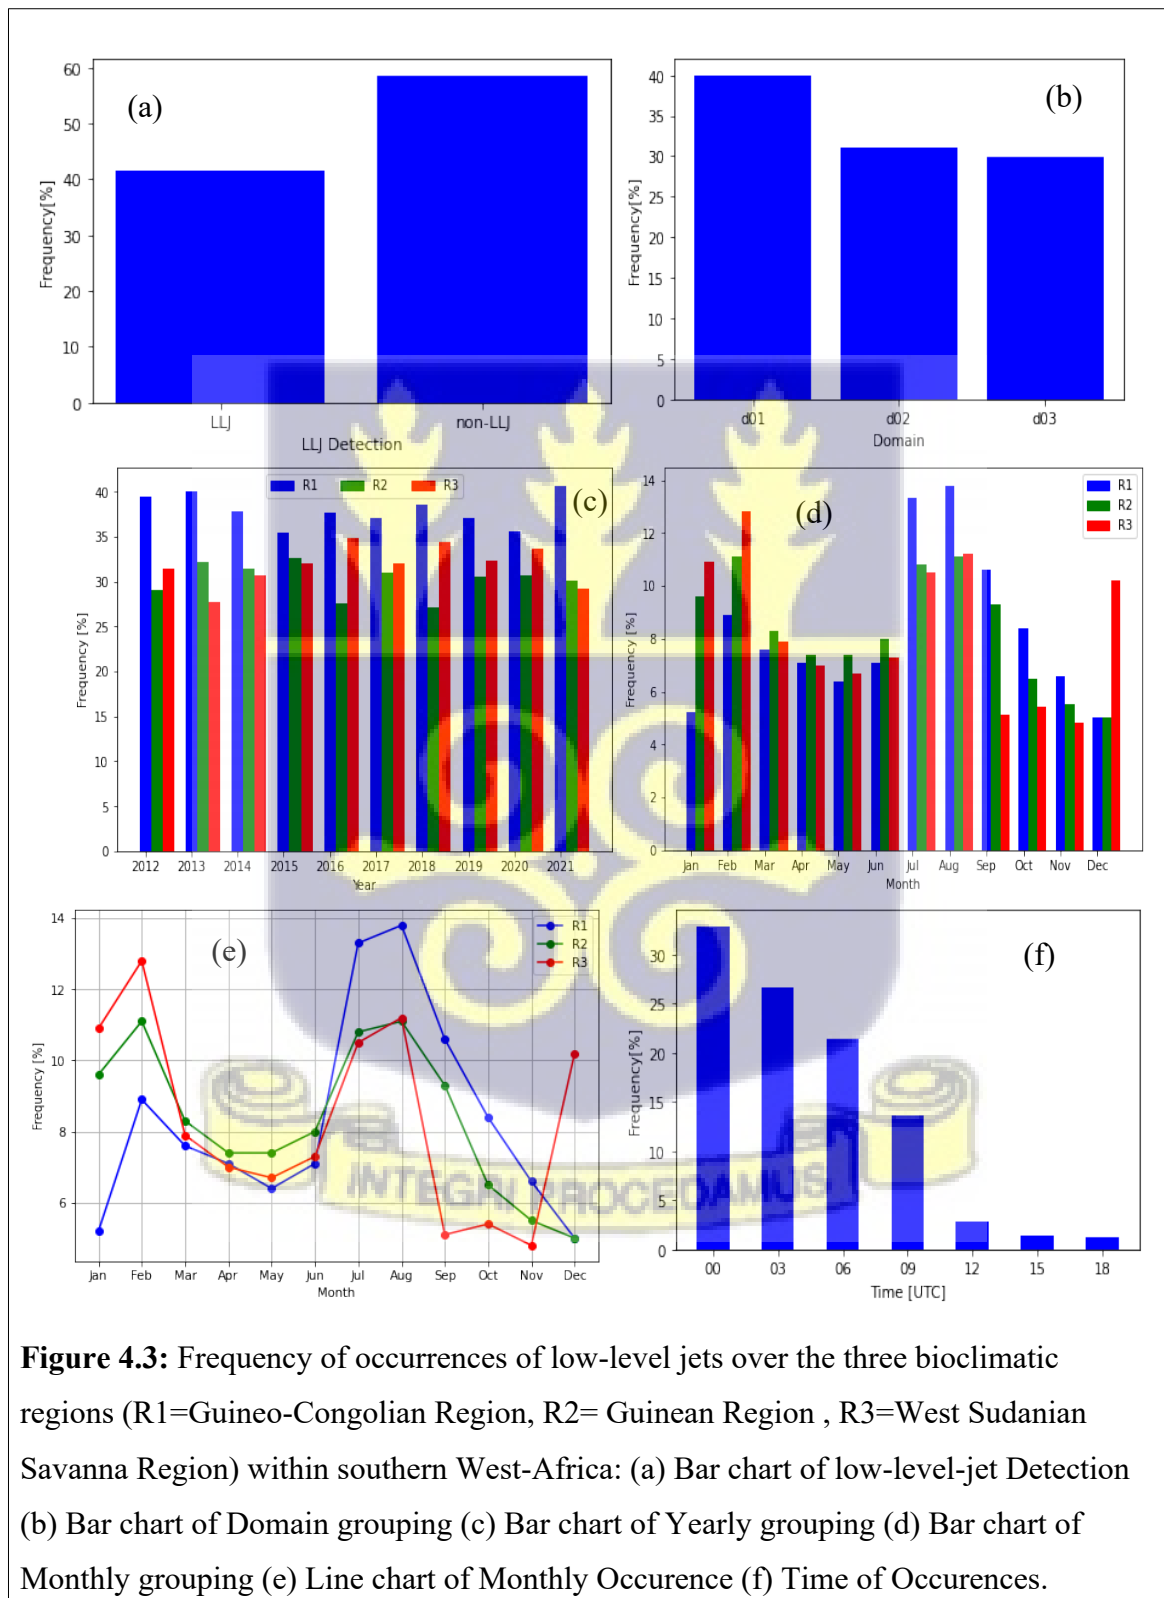 60
50
40
30
20
10
0
Frequency[%]
(a)
LLJ non-LLJ
LLJ Detection
40
35
30
25
20
15
10
5
0
Frequency[%]
(b)
d01 d02 d03
Domain
40
35
30
25
20
15
10
5
0
Frequency [%]
R1 R2 R3
(c)
2012 2013 2014 2015 2016 2017 2018 2019 2020 2021
Year
14
12
10
8
6
4
2
0
Frequency [%]
(d)
R1
R2
R3
Jan Feb Mar Apr May Jun Jul Aug Sep Oct Nov Dec
Month
14
12
10
8
6
Frequency [%]
(e)
R1
R2
R3
Jan Feb Mar Apr May Jun Jul Aug Sep Oct Nov Dec
Month
30
25
20
15
10
5
0
Frequency[%]
(f)
00 03 06 09 12 15 18
Time [UTC]
INTEGRI PROCEDAMUS
Figure 4.3: Frequency of occurrences of low-level jets over the three bioclimatic
regions (R1=Guineo-Congolian Region, R2= Guinean Region , R3=West Sudanian
Savanna Region) within southern West-Africa: (a) Bar chart of low-level-jet Detection
(b) Bar chart of Domain grouping (c) Bar chart of Yearly grouping (d) Bar chart of
Monthly grouping (e) Line chart of Monthly Occurence (f) Time of Occurences.